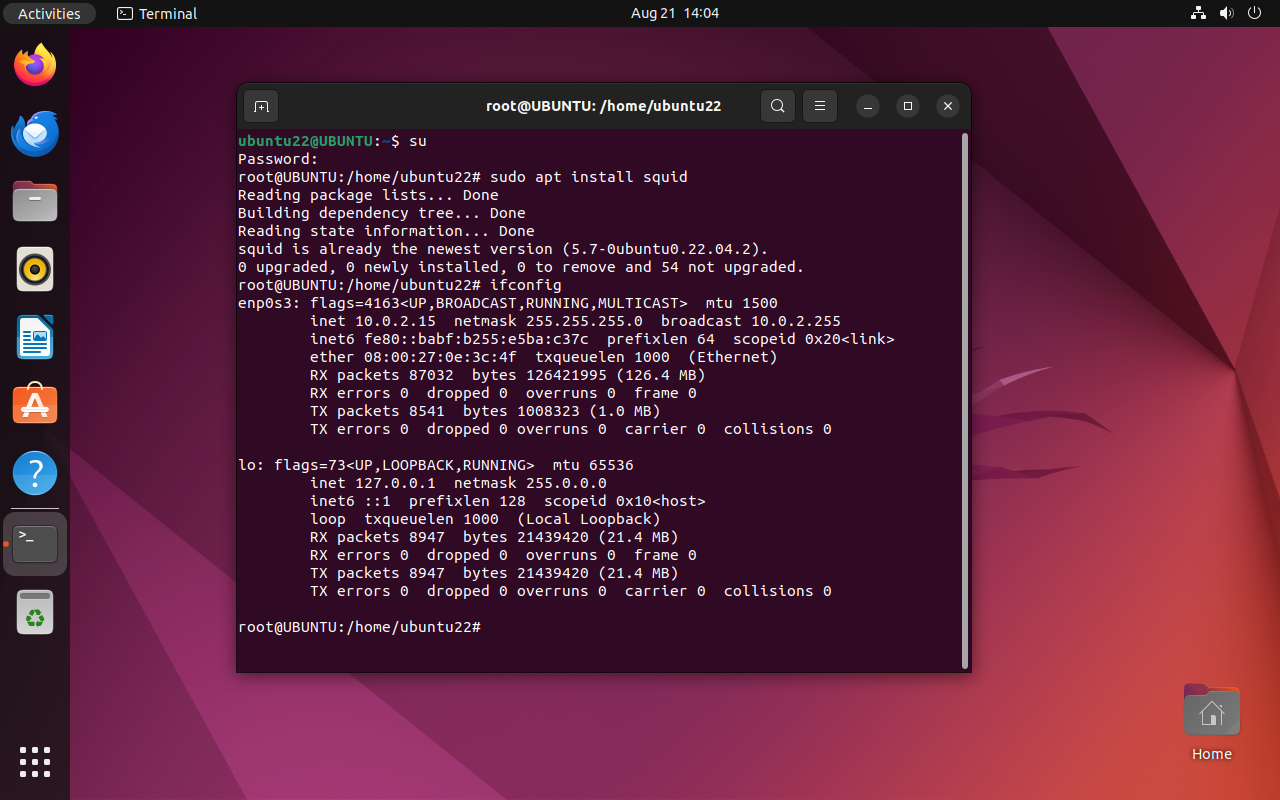 Activities
Terminal
Aug 21 14:04
root@UBUNTU: /home/ubuntu22
ubuntu22@UBUNTU:~$ su
Password:
root@UBUNTU:/home/ubuntu22# sudo apt install squid
Reading package lists... Done
Building dependency tree... Done
Reading state information... Done
squid is already the newest version (5.7-0ubuntu0.22.04.2).
0 upgraded, 0 newly installed, 0 to remove and 54 not upgraded.
root@UBUNTU:/home/ubuntu22# ifconfig
enp0s3: flags=4163<UP,BROADCAST,RUNNING,MULTICAST>  mtu 1500
        inet 10.0.2.15  netmask 255.255.255.0  broadcast 10.0.2.255
        inet6 fe80::babf:b255:e5ba:c37c  prefixlen 64  scopeid 0x20<link>
        ether 08:00:27:0e:3c:4f  txqueuelen 1000  (Ethernet)
        RX packets 87032  bytes 126421995 (126.4 MB)
        RX errors 0  dropped 0  overruns 0  frame 0
        TX packets 8541  bytes 1008323 (1.0 MB)
        TX errors 0  dropped 0 overruns 0  carrier 0  collisions 0
lo: flags=73<UP,LOOPBACK,RUNNING>  mtu 65536
        inet 127.0.0.1  netmask 255.0.0.0
        inet6 ::1  prefixlen 128  scopeid 0x10<host>
        loop  txqueuelen 1000  (Local Loopback)
        RX packets 8947  bytes 21439420 (21.4 MB)
        RX errors 0  dropped 0  overruns 0  frame 0
        TX packets 8947  bytes 21439420 (21.4 MB)
        TX errors 0  dropped 0 overruns 0  carrier 0  collisions 0
root@UBUNTU:/home/ubuntu22#
Home